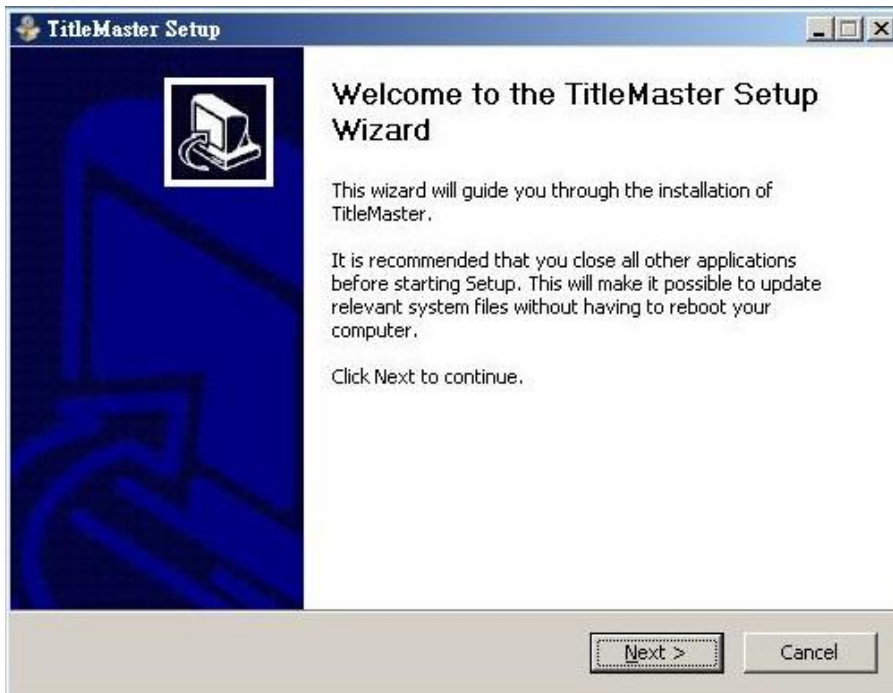 TitleMaster Setup
Welcome to the TitleMaster Setup
Wizard
This wizard will guide you through the installation of
TitleMaster.
It is recommended that you close all other applications
before starting Setup. This will make it possible to update
relevant system files without having to reboot your
computer.
Click Next to continue.
Next >
Cancel